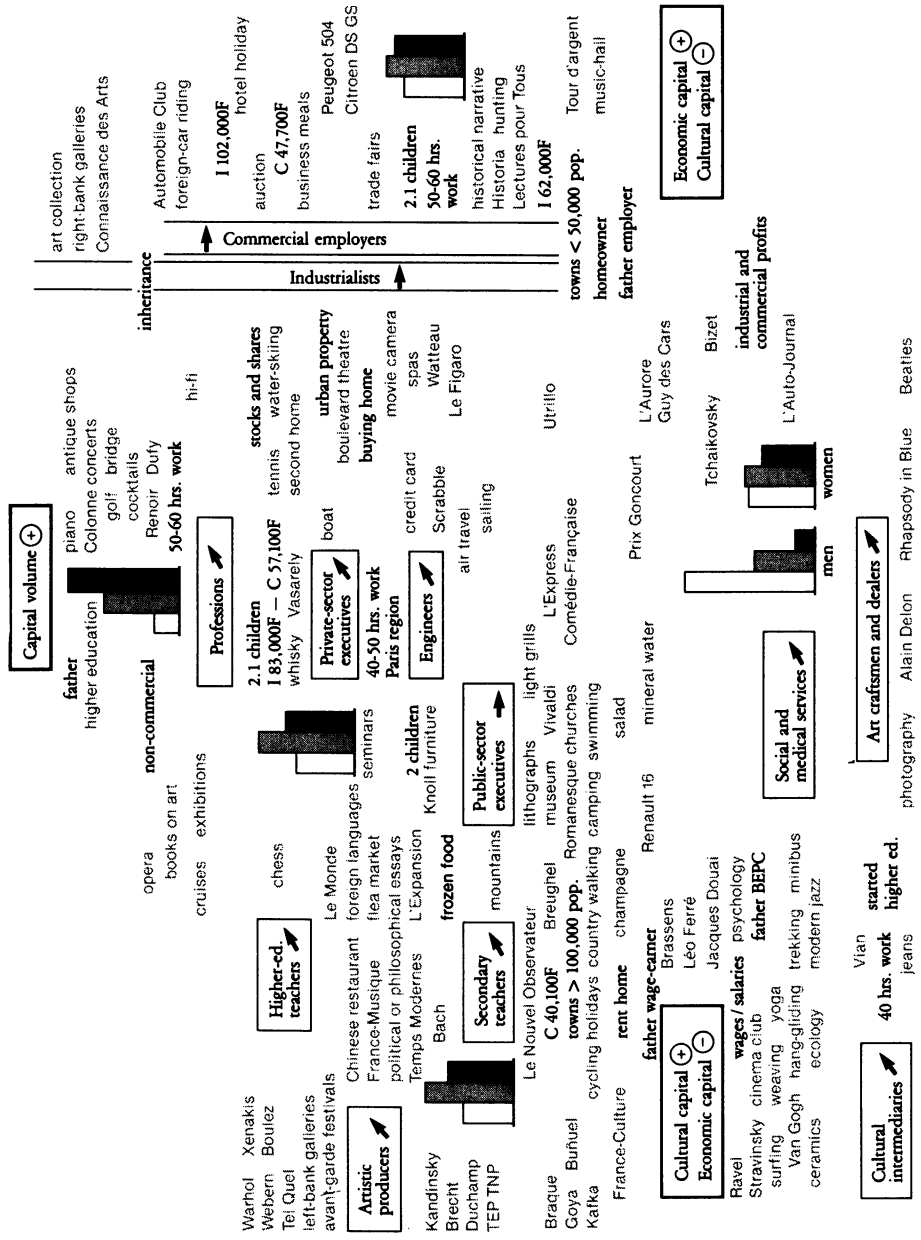 Capital volume +
father
higher education
piano antique shops
Colonne concerts
golf bridge
cocktails
Renoir Dufy
50-60 hrs. work
opera
non-commercial
books on art
cruises exhibitions
hi-fi
inheritance
art collection
right-bank galleries
Connaissance des Arts
Automobile Club
foreign-car riding
I 102,000F
hotel holiday
auction
C 47,700F
business meals
Peugeot 504
Citroen DS GS
trade fairs
2.1 children
50-60 hrs.
work
historical narrative
Historia hunting
Lectures pour Tous
I 62,000F
Tour d'argent
music-hall
Commercial employers
Industrialists
towns < 50,000 pop.
homeowner
father employer
Economic capital +
Cultural capital −
Professions
2.1 children
I 83,000F — C 57,100F
whisky Vasarely
stocks and shares
tennis water-skiing
second home
Private-sector
executives
boat
urban property
boulevard theatre
buying home
40-50 hrs. work
Paris region
movie camera
spas
Watteau
Le Figaro
credit card
Scrabble
Engineers
air travel
sailing
Utrillo
Higher-ed.
teachers
chess
Le Monde
Warhol Xenakis
Webern Boulez
Tel Quel
left-bank galleries
avant-garde festivals
Chinese restaurant foreign languages
France-Musique flea market
political or philosophical essays
Temps Modernes L'Expansion
seminars
2 children
Knoll furniture
Artistic
producers
Bach
frozen food
Kandinsky
Brecht
Duchamp
TEP TNP
Secondary
teachers
mountains
Public-sector
executives
Le Nouvel Observateur
lithographs light grills
L'Express
Braque
C 40,100F Breughel
museum Vivaldi
Comédie-Française
Goya Buñuel
towns > 100,000 pop. Romanesque churches
Kafka
cycling holidays country walking camping swimming
France-Culture
rent home champagne
salad
Prix Goncourt
L'Aurore
Guy des Cars
father wage-earner
Renault 16
mineral water
Cultural capital +
Economic capital −
Brassens
Léo Ferré
Jacques Douai
Tchaikovsky Bizet
Ravel
wages / salaries psychology
Stravinsky cinema club
father BEPC
surfing weaving yoga
Van Gogh hang-gliding trekking minibus
ceramics ecology modern jazz
Social and
medical services
men
women
industrial and
commercial profits
L'Auto-Journal
Cultural
intermediaries
Vian
40 hrs. work
started
higher ed.
jeans
Art craftsmen and dealers
photography Alain Delon Rhapsody in Blue Beatles